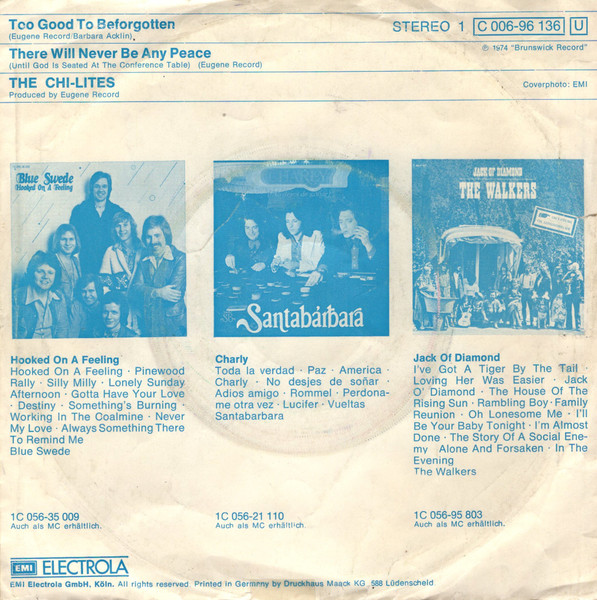 Too Good To Beforgotten
(Eugene Record/Barbara Acklin)
STEREO 1 C 006-96 136 U
There Will Never Be Any Peace
(Until God Is Seated At The Conference Table) (Eugene Record)
℗ 1974 "Brunswick Record"
THE CHI-LITES
Produced by Eugene Record
Coverphoto: EMI
Blue Swede
Hooked On A Feeling
Santabárbara
JACK OF DIAMOND
THE WALKERS
Hooked On A Feeling
Hooked On A Feeling · Pinewood
Rally · Silly Milly · Lonely Sunday
Afternoon · Gotta Have Your Love
· Destiny · Something's Burning ·
Working In The Coalmine · Never
My Love · Always Something There
To Remind Me
Blue Swede
1C 056-35 009
Auch als MC erhältlich.
Charly
Toda la verdad · Paz · America ·
Charly · No desjes de soñar ·
Adios amigo · Rommel · Perdona-
me otra vez · Lucifer · Vueltas
Santabarbara
1C 056-21 110
Auch als MC erhältlich.
Jack Of Diamond
I've Got A Tiger By The Tail ·
Loving Her Was Easier · Jack
O' Diamond · The House Of The
Rising Sun · Rambling Boy · Family
Reunion · Oh Lonesome Me · I'll
Be Your Baby Tonight · I'm Almost
Done · The Story Of A Social Ene-
my Alone And Forsaken · In The
Evening
The Walkers
1C 056-95 803
Auch als MC erhältlich.
EMI ELECTROLA
EMI Electrola GmbH, Köln. All rights reserved. Printed in Germnny by Druckhaus Maack KG 588 Lüdenscheid